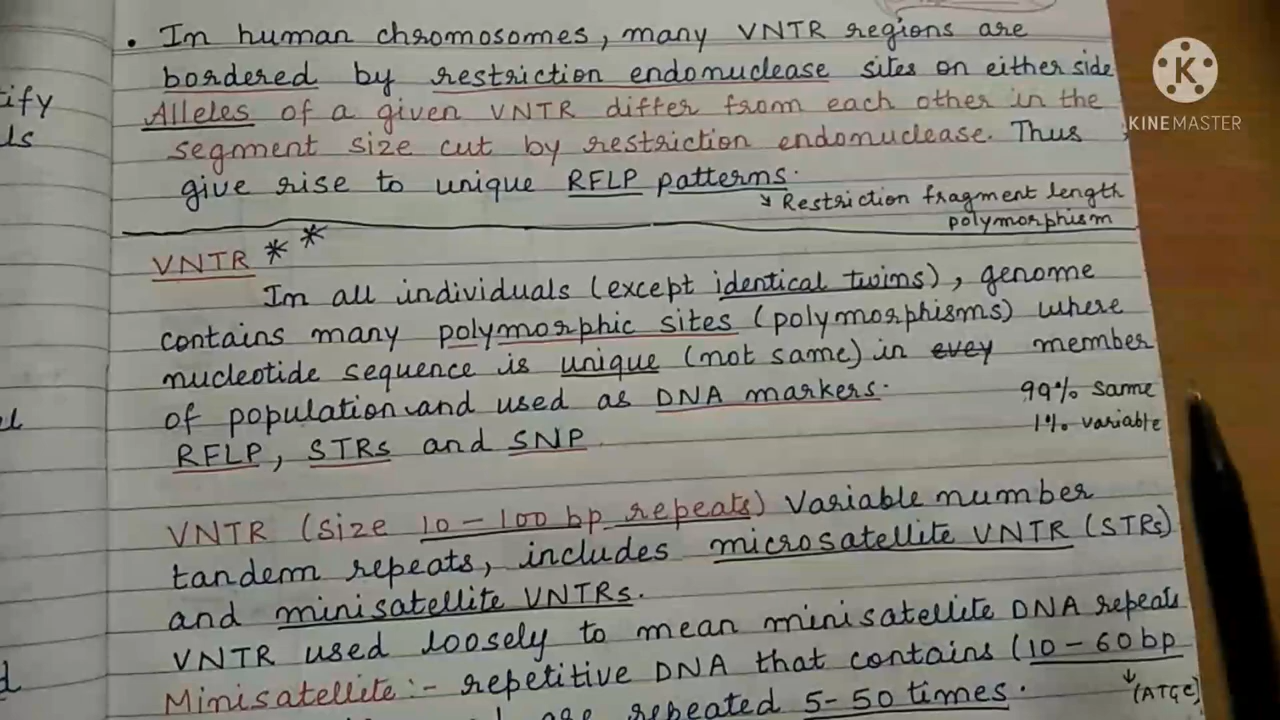 • In human chromosomes, many VNTR regions are
bordered by restriction endonuclease sites on either side
Alleles of a given VNTR differ from each other in the
segment size cut by restriction endonuclease. Thus
give rise to unique RFLP patterns.
↘ Restriction fragment length
polymorphism
VNTR **
In all individuals (except identical twins), genome
contains many polymorphic sites (polymorphisms) where
nucleotide sequence is unique (not same) in evey member
of population and used as DNA markers.
99% same
1% variable
RFLP, STRs and SNP
VNTR (size 10-100 bp repeats) Variable number
tandem repeats, includes microsatellite VNTR (STRs)
and minisatellite VNTRs.
VNTR used loosely to mean minisatellite DNA repeats
Minisatellite:- repetitive DNA that contains (10-60 bp
↓
(ATGC)
are repeated 5-50 times.
ify
ls
K
KINEMASTER